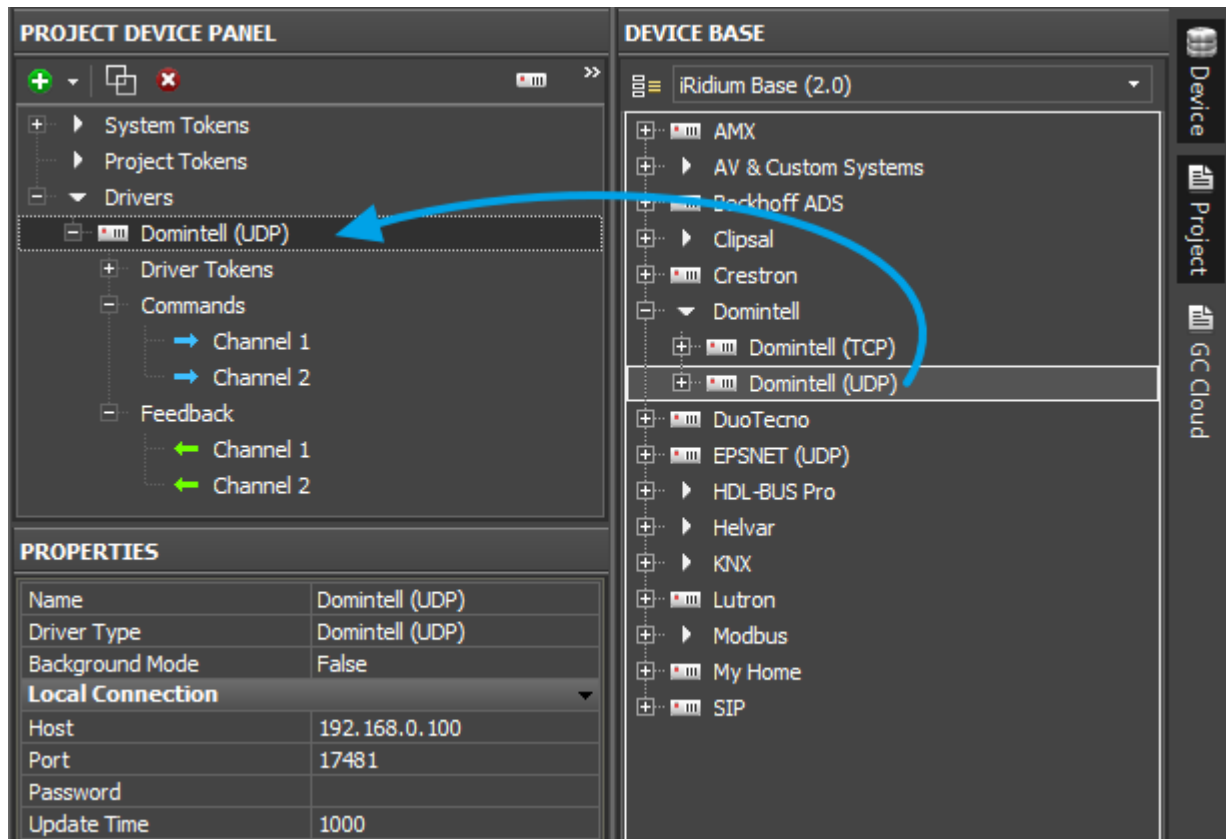 PROJECT DEVICE PANEL
System Tokens
Project Tokens
Drivers
Domintell (UDP)
Driver Tokens
Commands
Channel 1
Channel 2
Feedback
Channel 1
Channel 2
PROPERTIES
Name Domintell (UDP)
Driver Type Domintell (UDP)
Background Mode False
Local Connection
Host 192.168.0.100
Port 17481
Password
Update Time 1000
DEVICE BASE
iRidium Base (2.0)
AMX
AV & Custom Systems
Beckhoff ADS
Clipsal
Crestron
Domintell
Domintell (TCP)
Domintell (UDP)
DuoTecno
EPSNET (UDP)
HDL-BUS Pro
Helvar
KNX
Lutron
Modbus
My Home
SIP
Device
Project
GC Cloud